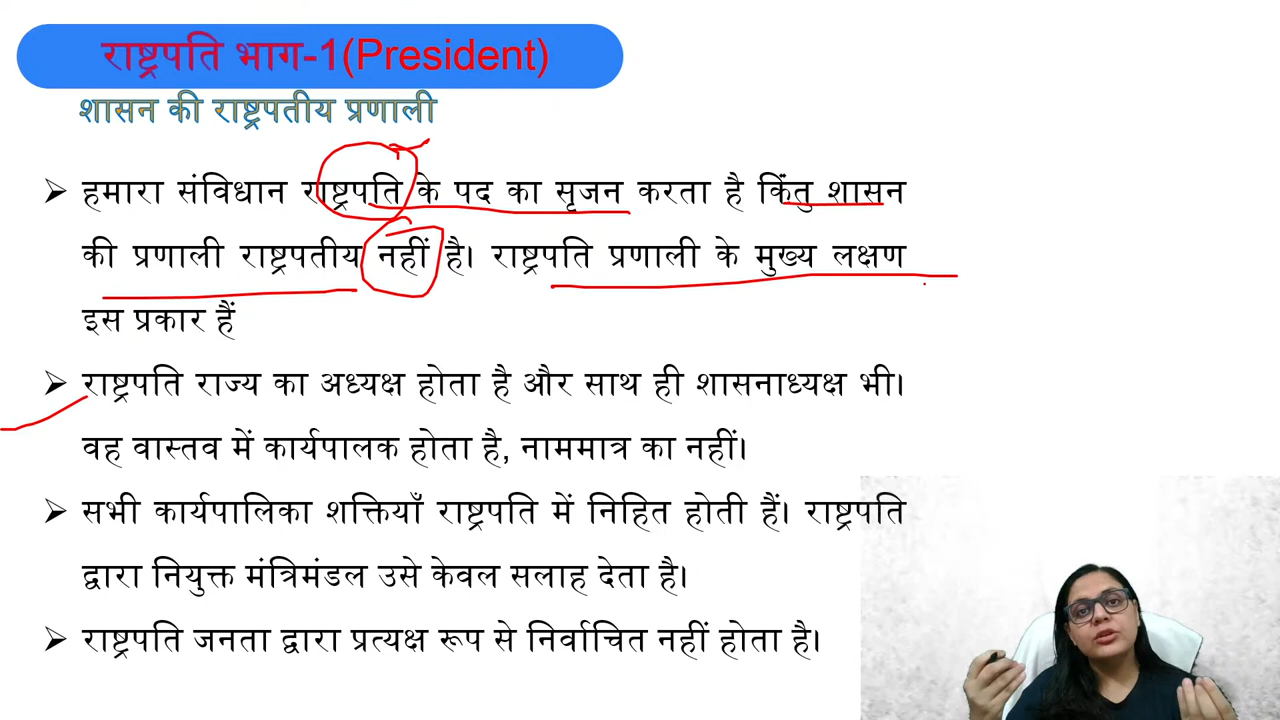 राष्ट्रपति भाग-1(President)
शासन की राष्ट्रपतीय प्रणाली
➢ हमारा संविधान राष्ट्रपति के पद का सृजन करता है किंतु शासन
की प्रणाली राष्ट्रपतीय नहीं है। राष्ट्रपति प्रणाली के मुख्य लक्षण
इस प्रकार हैं
➢ राष्ट्रपति राज्य का अध्यक्ष होता है और साथ ही शासनाध्यक्ष भी।
वह वास्तव में कार्यपालक होता है, नाममात्र का नहीं।
➢ सभी कार्यपालिका शक्तियाँ राष्ट्रपति में निहित होती हैं। राष्ट्रपति
द्वारा नियुक्त मंत्रिमंडल उसे केवल सलाह देता है।
➢ राष्ट्रपति जनता द्वारा प्रत्यक्ष रूप से निर्वाचित नहीं होता है।